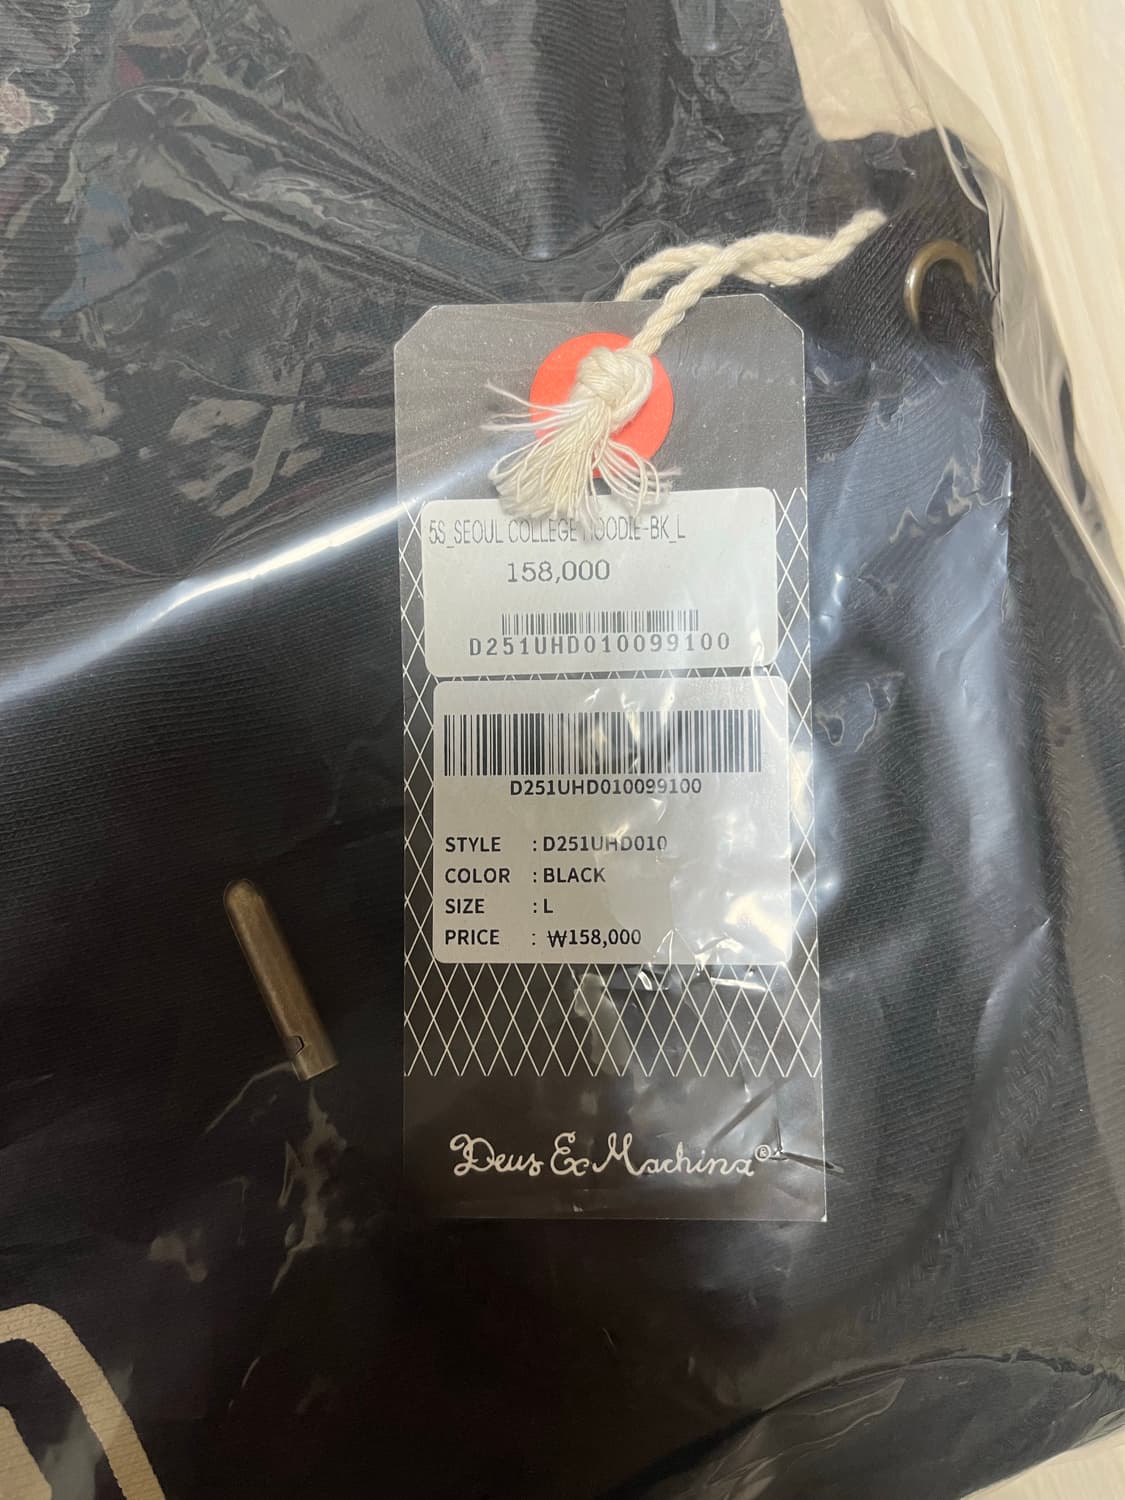 5S_SEOUL COLLEGE HOODIE-BK_L
158,000
D251UHD010099100
D251UHD010099100
STYLE : D251UHD010
COLOR : BLACK
SIZE : L
PRICE : ₩158,000
Deus Ex Machina®